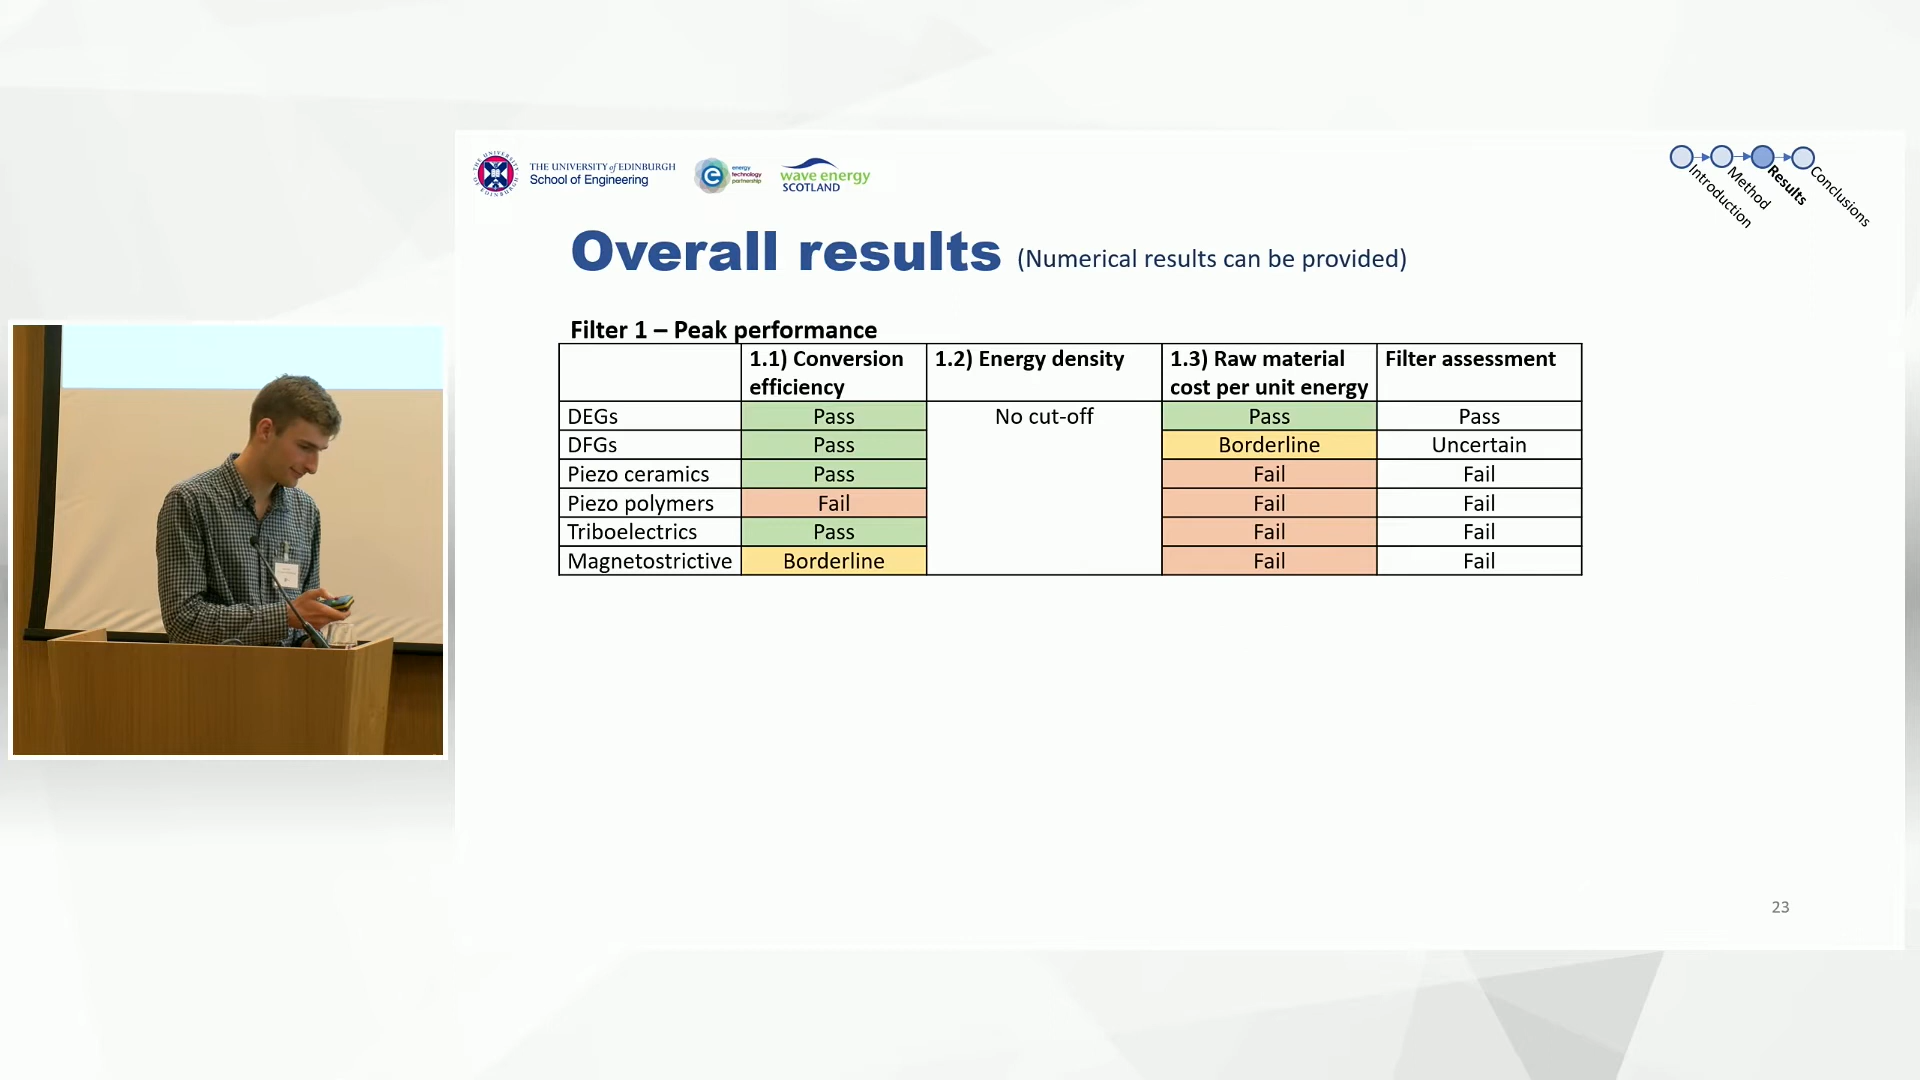 THE UNIVERSITY of EDINBURGH
School of Engineering
energy
technology
partnership
wave energy
SCOTLAND
Introduction
Method
Results
Conclusions
Overall results (Numerical results can be provided)
Filter 1 – Peak performance
1.1) Conversion efficiency
1.2) Energy density
1.3) Raw material cost per unit energy
Filter assessment
DEGs Pass No cut-off Pass Pass
DFGs Pass Borderline Uncertain
Piezo ceramics Pass Fail Fail
Piezo polymers Fail Fail Fail
Triboelectrics Pass Fail Fail
Magnetostrictive Borderline Fail Fail
23